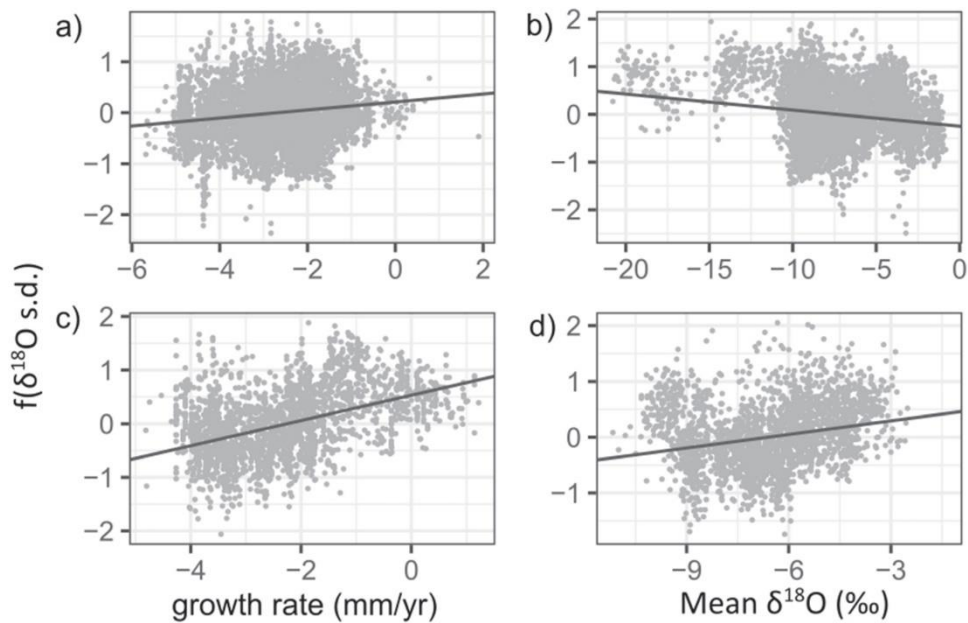 a)
1
0
−1
−2
−6 −4 −2 0 2
b)
2
1
0
−1
−2
−20 −15 −10 −5 0
c)
2
1
0
−1
−2
−4 −2 0
growth rate (mm/yr)
d)
2
1
0
−1
−9 −6 −3
Mean δ¹⁸O (‰)
f(δ¹⁸O s.d.)